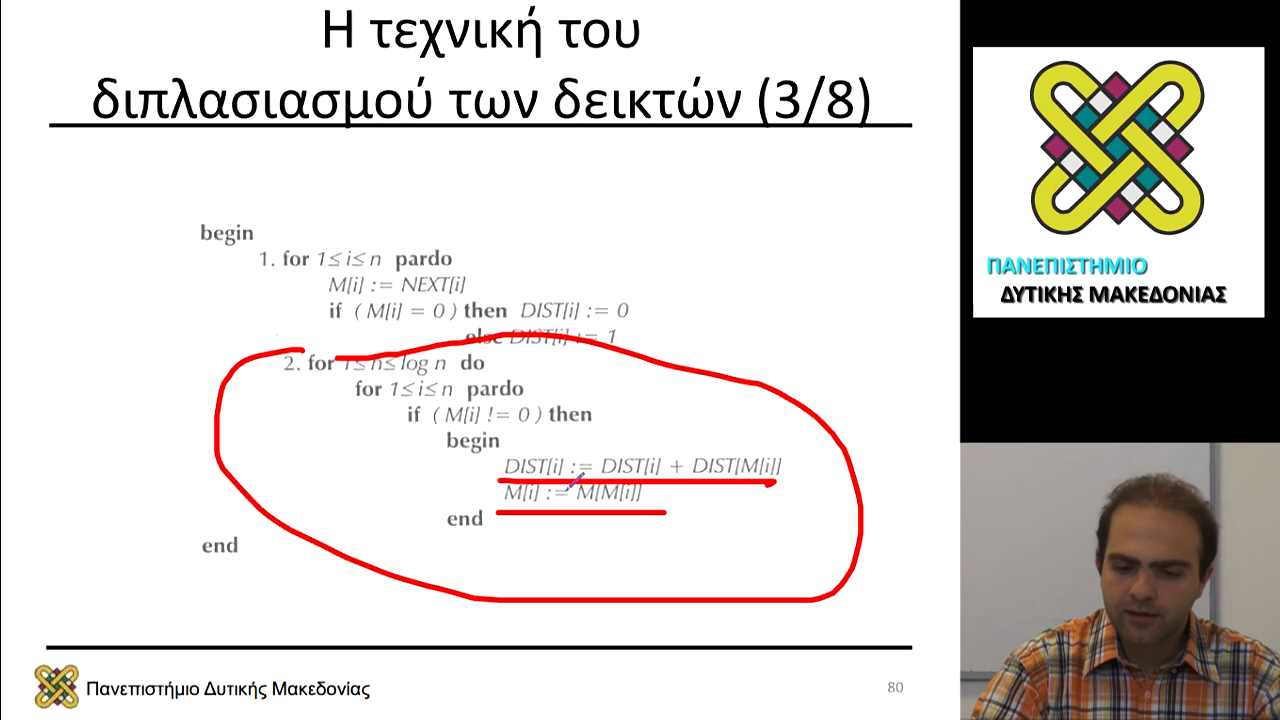 Η τεχνική του
διπλασιασμού των δεικτών (3/8)
begin
1. for 1≤ i≤ n pardo
M[i] := NEXT[i]
if ( M[i] = 0 ) then DIST[i] := 0
else DIST[i] := 1
2. for 1≤ n≤ log n do
for 1≤ i≤ n pardo
if ( M[i] != 0 ) then
begin
DIST[i] := DIST[i] + DIST[M[i]]
M[i] := M[M[i]]
end
end
Πανεπιστήμιο Δυτικής Μακεδονίας
80
ΠΑΝΕΠΙΣΤΗΜΙΟ
ΔΥΤΙΚΗΣ ΜΑΚΕΔΟΝΙΑΣ